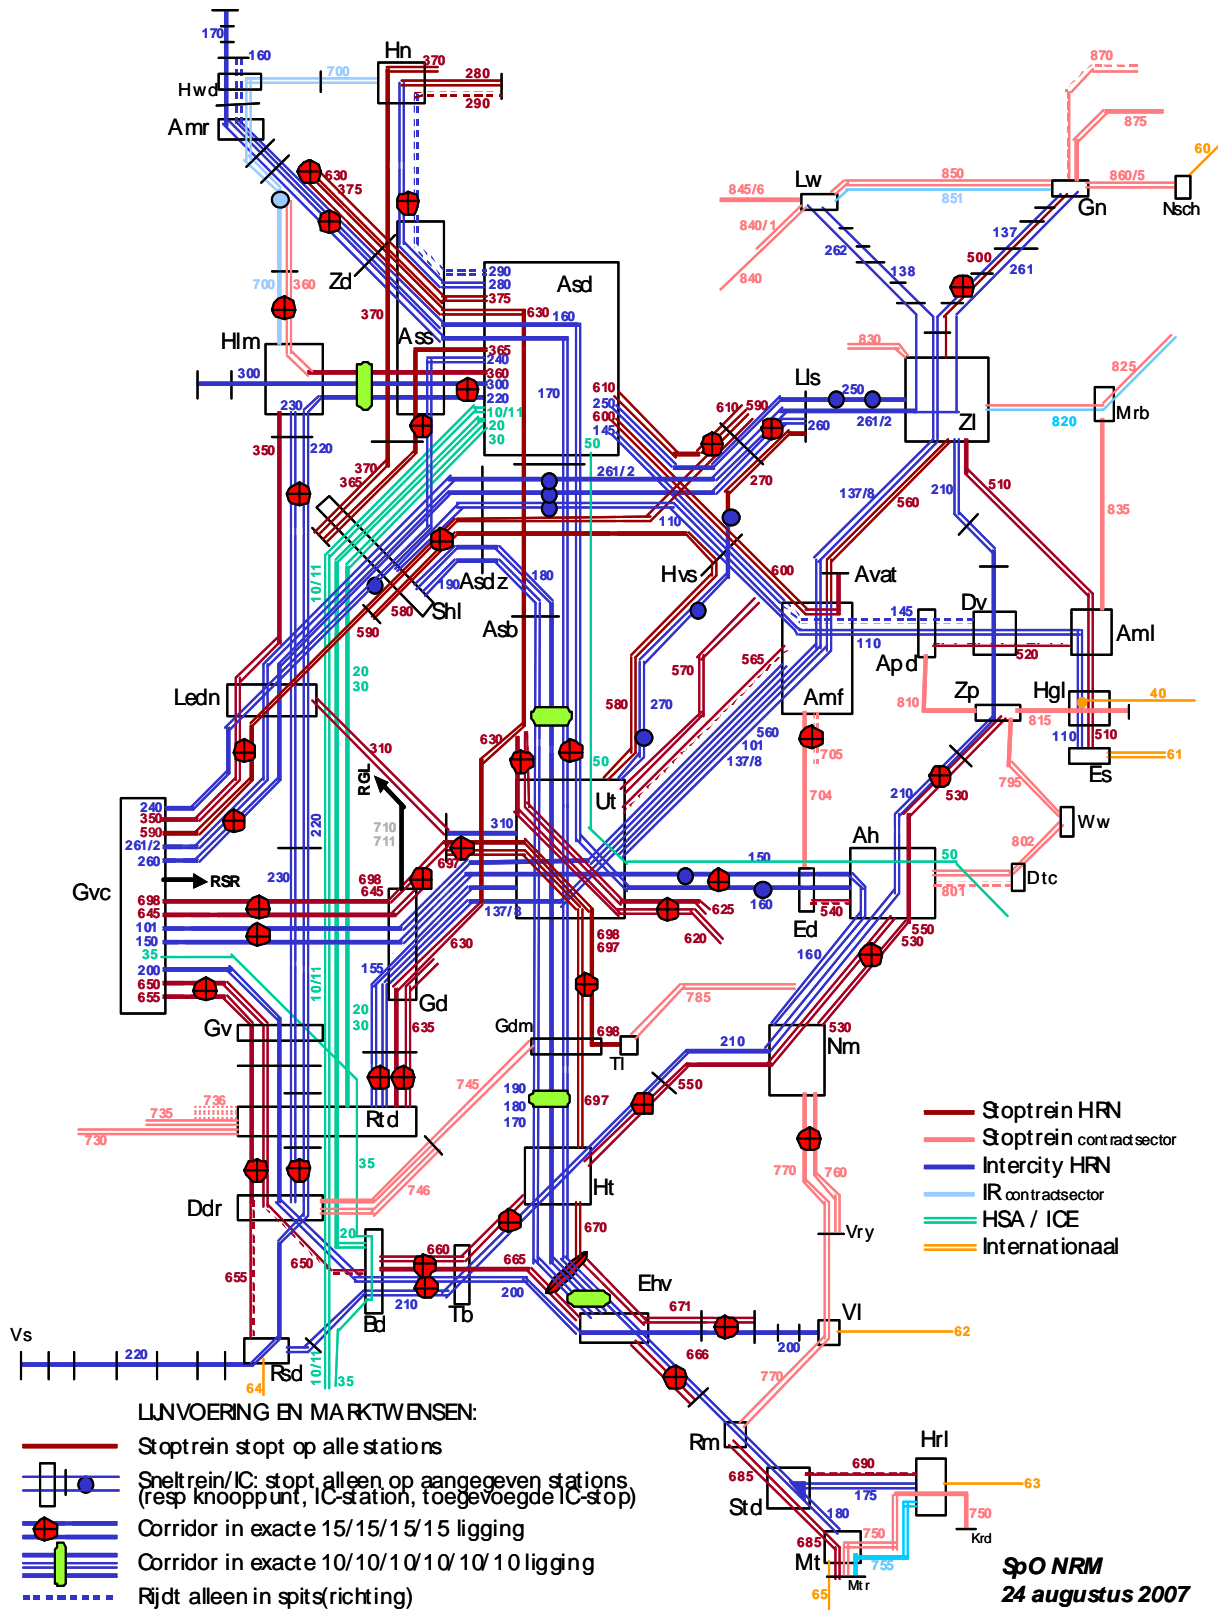 170
160
Hwd
700
Hn
370
280
290
Amr
630
375
870
875
60
845/6
Lw
850
851
860/5
Gn
Nsch
840/1
840
262
137
500
261
138
Zd
700
360
370
290
280
375
Asd
630
160
Hlm
Ass
365
240
360
300
220
300
230
220
350
170
10/11
20
30
50
610
250
600
145
610
590
Lls
250
260
261/2
830
Zl
825
Mrb
820
370
365
261/2
270
110
137/8
560
210
510
835
Hvs
600
Avat
10/11
190
Asdz
180
Shl
580
590
Asb
145
Dv
110
Apd
520
Aml
20
30
Ledn
570
565
580
270
Amf
560
101
137/8
Zp
Hgl
810
815
40
110
510
Es
61
310
630
50
RGL
705
704
795
210
530
Ww
Gvc
240
350
590
261/2
260
RSR
698
645
101
150
35
200
650
655
220
230
710
711
310
697
698
645
137/8
Ut
150
160
Ah
50
802
Dtc
801
Ed
540
550
530
625
620
698
697
630
155
10/11
20
30
Gd
635
160
530
Gv
Gdm
698
Tl
785
210
Nm
550
745
736
735
730
Rtd
190
180
170
697
35
746
770
760
Vry
Stoptrein HRN
Stoptrein contractsector
Intercity HRN
IR contractsector
HSA / ICE
Internationaal
Ddr
Ht
670
650
655
20
660
665
210
200
Bd
Tb
Ehv
671
666
200
Vl
62
Vs
220
Rsd
64
10/11
35
770
LIJNVOERING EN MARKTWENSEN:
Stoptrein stopt op alle stations
Sneltrein/IC: stopt alleen op aangegeven stations
(resp knooppunt, IC-station, toegevoegde IC-stop)
Corridor in exacte 15/15/15/15 ligging
Corridor in exacte 10/10/10/10/10/10 ligging
Rijdt alleen in spits(richting)
Rm
685
Std
690
175
Hrl
63
180
685
Mt
750
755
750
Krd
Mtr
65
SpO NRM
24 augustus 2007